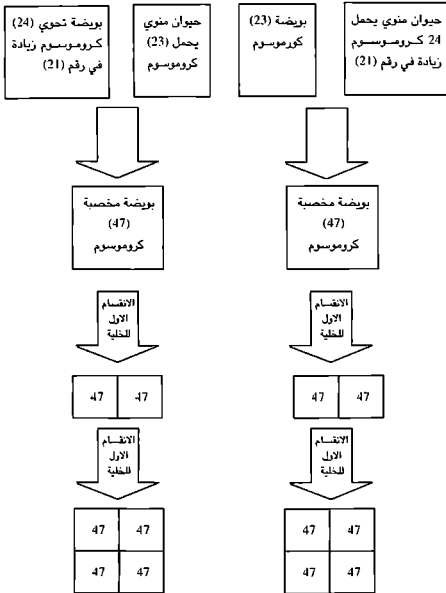 حيوان منوي يحمل
24 كروموسوم
زيادة في رقم (21)
بويضة (23)
كورموسوم
حيوان منوي
يحمل (23)
كروموسوم
بويضة تحوي (24)
كروموسوم زيادة
في رقم (21)
بويضة مخصبة
(47)
كروموسوم
بويضة مخصبة
(47)
كروموسوم
الانقسام
الاول
للخلية
الانقسام
الاول
للخلية
47 47
47 47
الانقسام
الاول
للخلية
الانقسام
الاول
للخلية
47 47
47 47
47 47
47 47